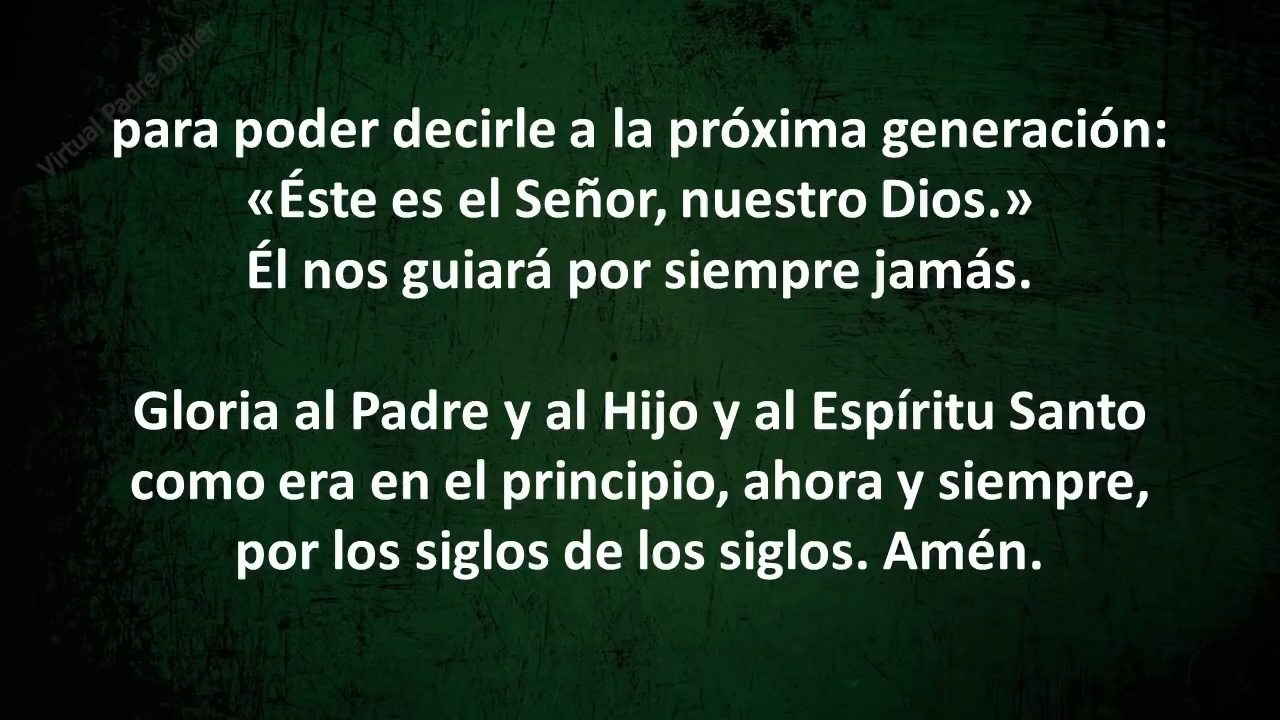 Virtual Padre Didier
para poder decirle a la próxima generación:
«Éste es el Señor, nuestro Dios.»
Él nos guiará por siempre jamás.
Gloria al Padre y al Hijo y al Espíritu Santo
como era en el principio, ahora y siempre,
por los siglos de los siglos. Amén.